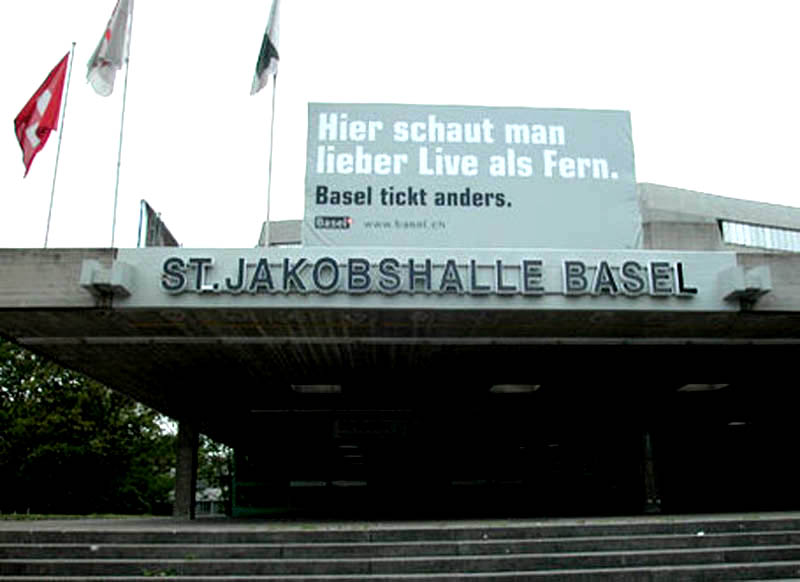 Hier schaut man
lieber Live als Fern.
Basel tickt anders.
Basel www.basel.ch
ST. JAKOBSHALLE BASEL